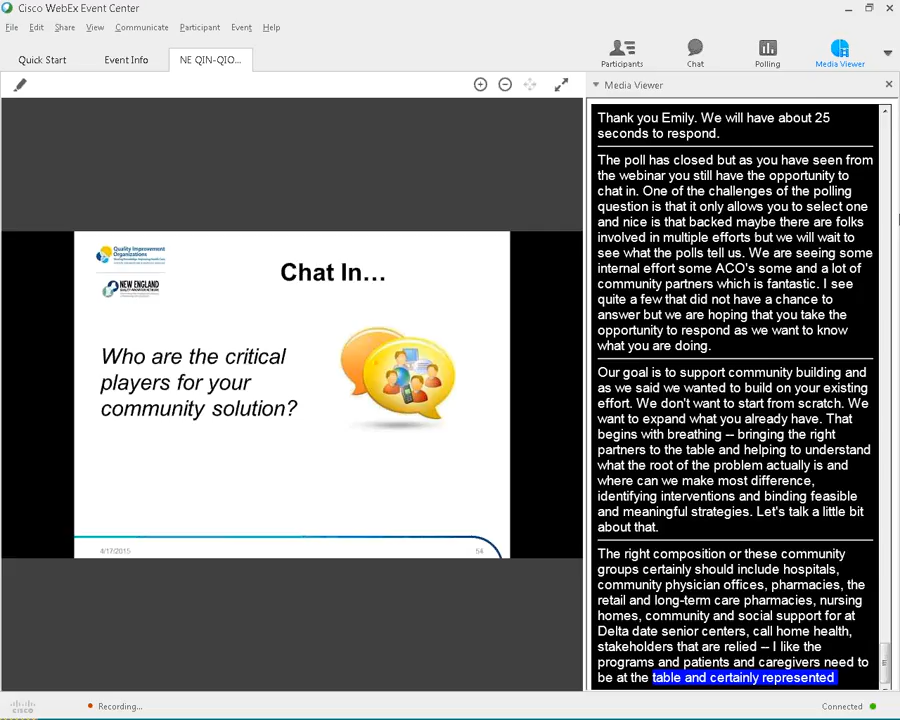 Cisco WebEx Event Center
File Edit Share View Communicate Participant Event Help
Quick Start Event Info NE QIN-QIO...
Participants Chat Polling Media Viewer
Media Viewer
Quality Improvement
Organizations
NEW ENGLAND
Chat In…
Who are the critical
players for your
community solution?
4/17/2015 54
Thank you Emily. We will have about 25
seconds to respond.
The poll has closed but as you have seen from
the webinar you still have the opportunity to
chat in. One of the challenges of the polling
question is that it only allows you to select one
and nice is that backed maybe there are folks
involved in multiple efforts but we will wait to
see what the polls tell us. We are seeing some
internal effort some ACO's some and a lot of
community partners which is fantastic. I see
quite a few that did not have a chance to
answer but we are hoping that you take the
opportunity to respond as we want to know
what you are doing.
Our goal is to support community building and
as we said we wanted to build on your existing
effort. We don't want to start from scratch. We
want to expand what you already have. That
begins with breathing -- bringing the right
partners to the table and helping to understand
what the root of the problem actually is and
where can we make most difference,
identifying interventions and binding feasible
and meaningful strategies. Let's talk a little bit
about that.
The right composition or these community
groups certainly should include hospitals,
community physician offices, pharmacies, the
retail and long-term care pharmacies, nursing
homes, community and social support for at
Delta date senior centers, call home health,
stakeholders that are relied -- I like the
programs and patients and caregivers need to
be at the table and certainly represented
cisco Recording... Connected